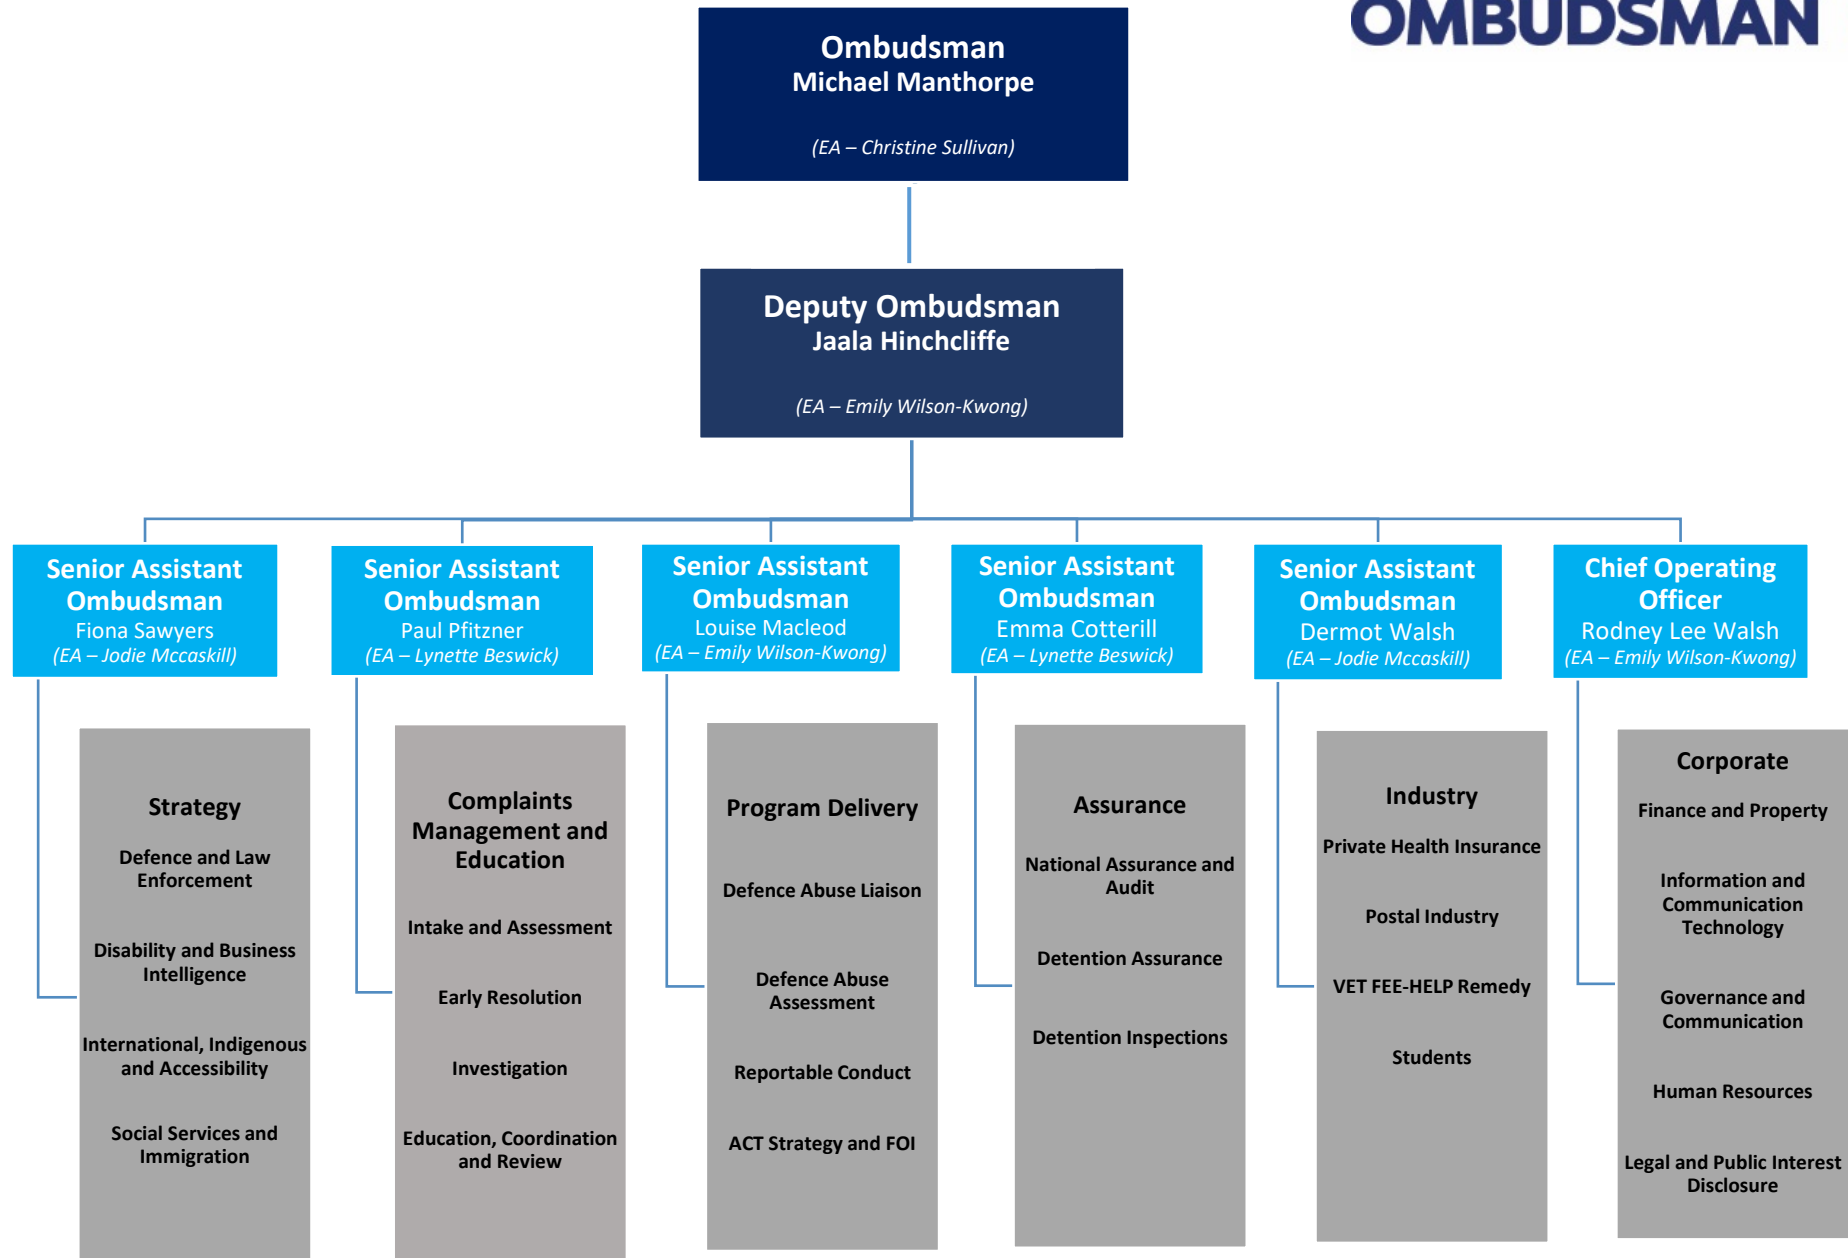 OMBUDSMAN
Ombudsman
Michael Manthorpe
(EA – Christine Sullivan)
Deputy Ombudsman
Jaala Hinchcliffe
(EA – Emily Wilson-Kwong)
Senior Assistant
Ombudsman
Fiona Sawyers
(EA – Jodie Mccaskill)
Senior Assistant
Ombudsman
Paul Pfitzner
(EA – Lynette Beswick)
Senior Assistant
Ombudsman
Louise Macleod
(EA – Emily Wilson-Kwong)
Senior Assistant
Ombudsman
Emma Cotterill
(EA – Lynette Beswick)
Senior Assistant
Ombudsman
Dermot Walsh
(EA – Jodie Mccaskill)
Chief Operating
Officer
Rodney Lee Walsh
(EA – Emily Wilson-Kwong)
Strategy
Defence and Law
Enforcement
Disability and Business
Intelligence
International, Indigenous
and Accessibility
Social Services and
Immigration
Complaints
Management and
Education
Intake and Assessment
Early Resolution
Investigation
Education, Coordination
and Review
Program Delivery
Defence Abuse Liaison
Defence Abuse
Assessment
Reportable Conduct
ACT Strategy and FOI
Assurance
National Assurance and
Audit
Detention Assurance
Detention Inspections
Industry
Private Health Insurance
Postal Industry
VET FEE-HELP Remedy
Students
Corporate
Finance and Property
Information and
Communication
Technology
Governance and
Communication
Human Resources
Legal and Public Interest
Disclosure